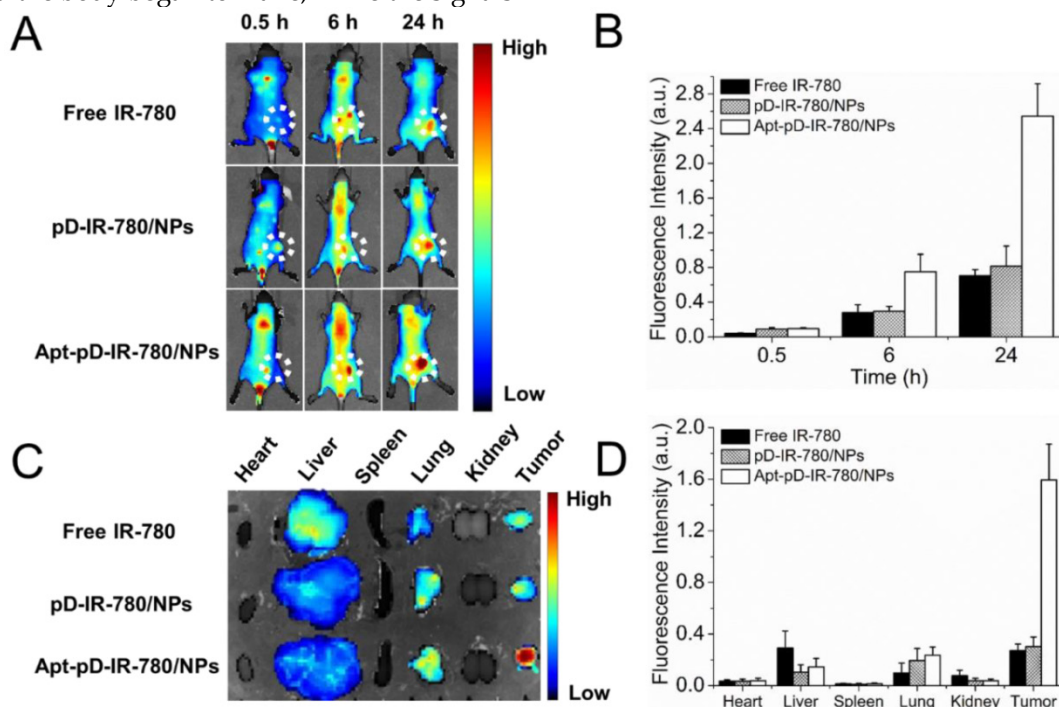 A
0.5 h 6 h 24 h
High
Free IR-780
pD-IR-780/NPs
Apt-pD-IR-780/NPs
Low
B
Fluorescence Intensity (a.u.)
2.8
2.4
2.0
1.6
1.2
0.8
0.4
0.0
Free IR-780
pD-IR-780/NPs
Apt-pD-IR-780/NPs
0.5 6 24
Time (h)
C
Heart Liver Spleen Lung Kidney Tumor
High
Free IR-780
pD-IR-780/NPs
Apt-pD-IR-780/NPs
Low
D
Fluorescence Intensity (a.u.)
2.0
1.6
1.2
0.8
0.4
0.0
Free IR-780
pD-IR-780/NPs
Apt-pD-IR-780/NPs
Heart Liver Spleen Lung Kidney Tumor